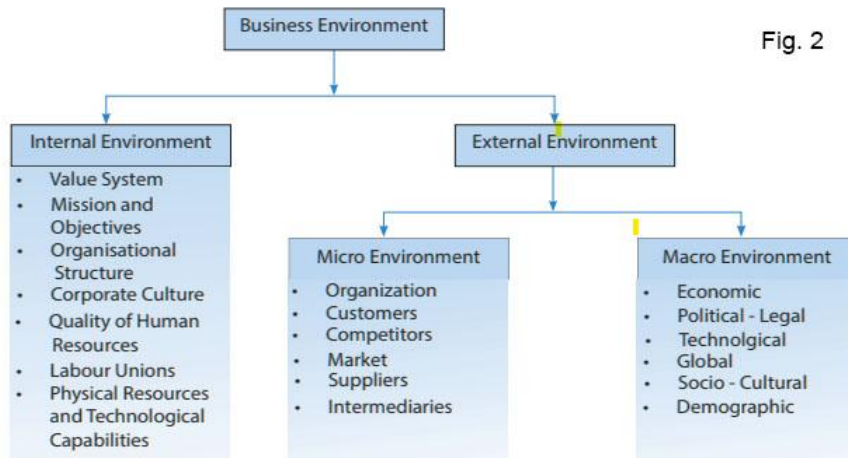 Business Environment
Fig. 2
Internal Environment
• Value System
• Mission and
Objectives
• Organisational
Structure
• Corporate Culture
• Quality of Human
Resources
• Labour Unions
• Physical Resources
and Technological
Capabilities
External Environment
Micro Environment
• Organization
• Customers
• Competitors
• Market
• Suppliers
• Intermediaries
Macro Environment
• Economic
• Political - Legal
• Technolgical
• Global
• Socio - Cultural
• Demographic